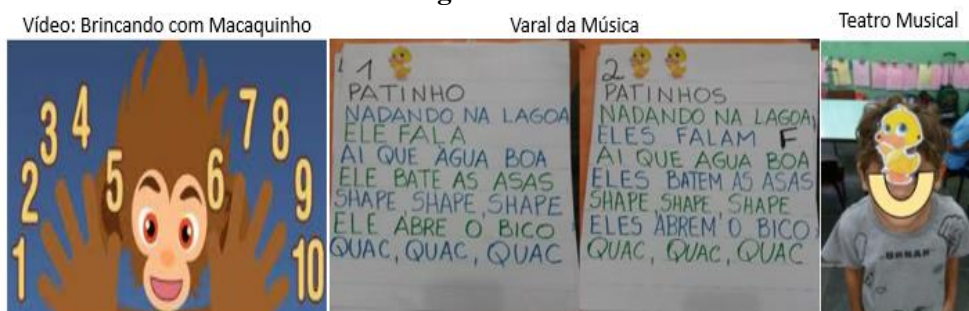 Vídeo: Brincando com Macaquinho
Varal da Música
Teatro Musical
1
2
3
4
5
6
7
8
9
10
1
PATINHO
NADANDO NA LAGOA
ELE FALA
AI QUE AGUA BOA
ELE BATE AS ASAS
SHAPE, SHAPE, SHAPE
ELE ABRE O BICO
QUAC, QUAC, QUAC
2
PATINHOS
NADANDO NA LAGOA
ELES FALAM F
AI QUE AGUA BOA
ELES BATEM AS ASAS
SHAPE, SHAPE, SHAPE
ELES ABREM O BICO
QUAC, QUAC, QUAC